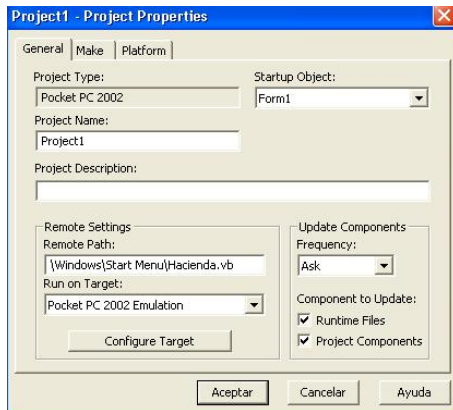 Project1 - Project Properties
General Make Platform
Project Type:
Pocket PC 2002
Startup Object:
Form1
Project Name:
Project1
Project Description:
Remote Settings
Remote Path:
\Windows\Start Menu\Hacienda.vb
Run on Target:
Pocket PC 2002 Emulation
Configure Target
Update Components
Frequency:
Ask
Component to Update:
Runtime Files
Project Components
Aceptar Cancelar Ayuda